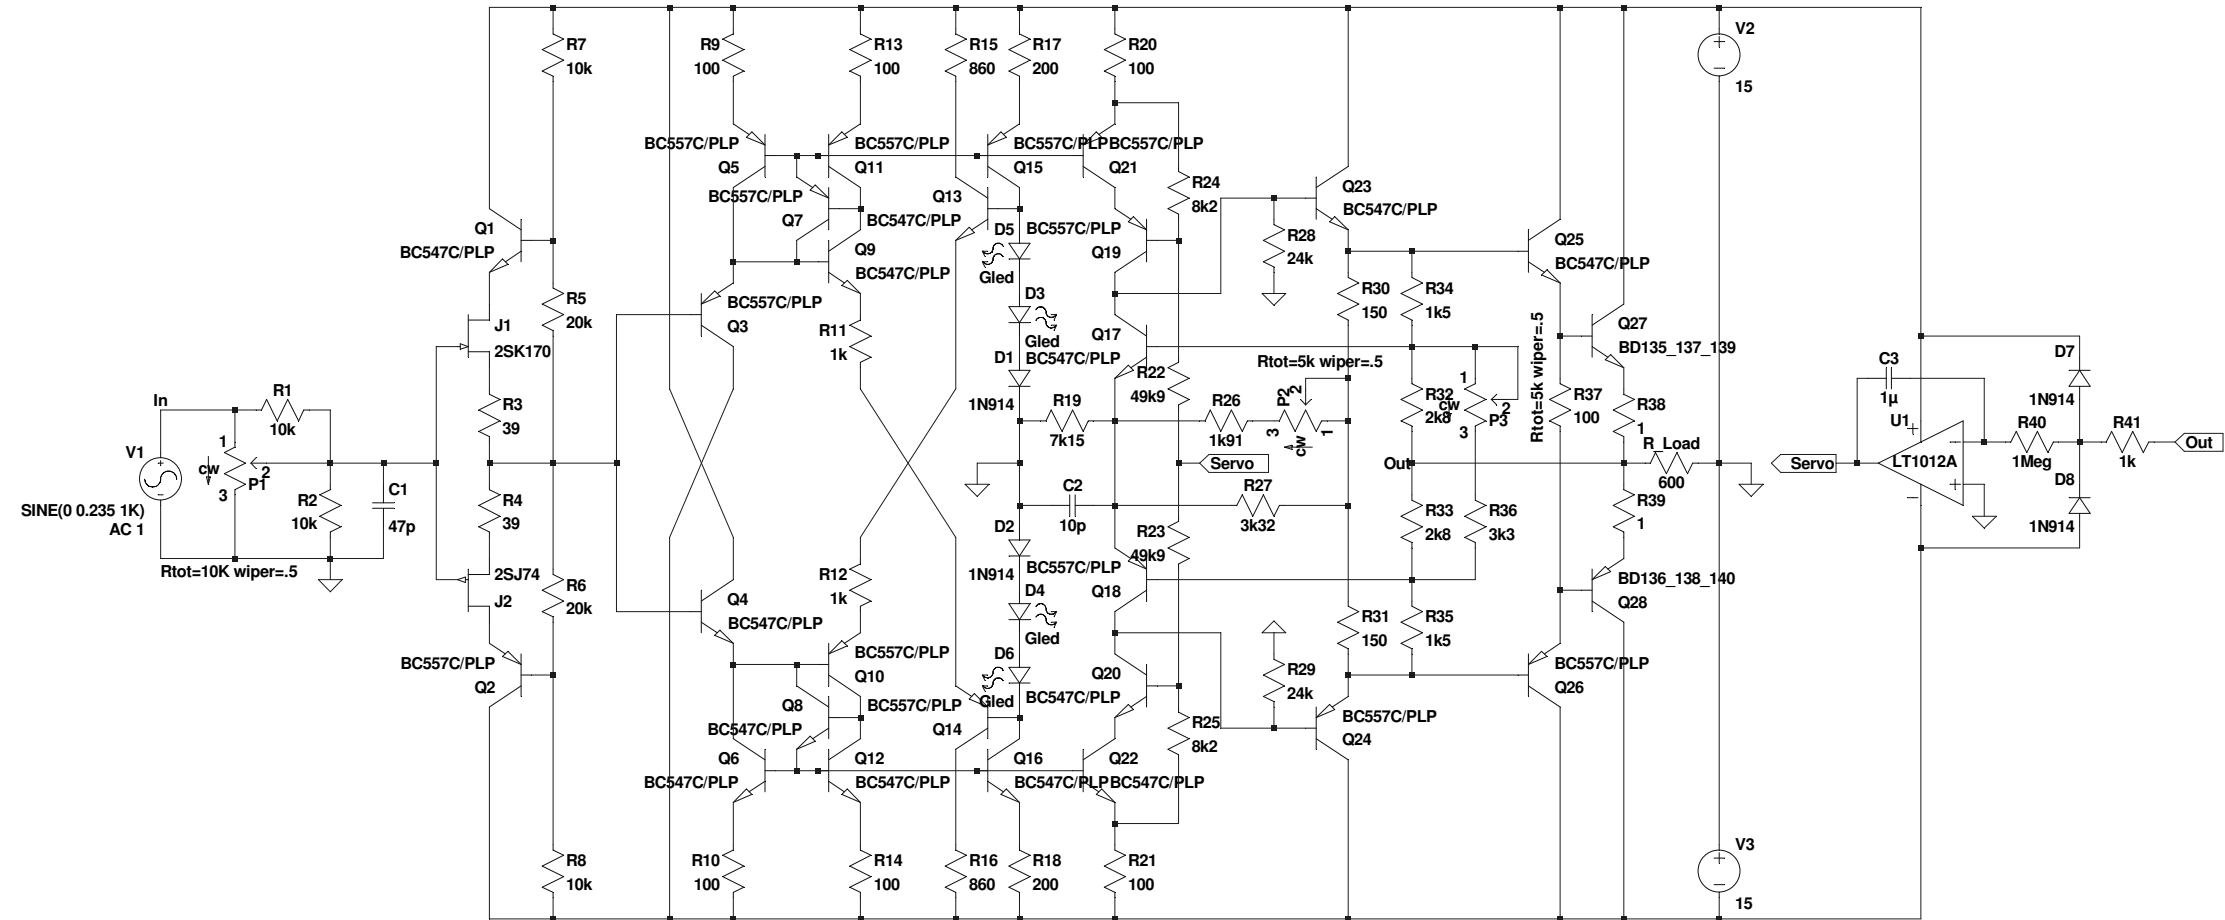 In
V1
SINE(0 0.235 1K)
AC 1
1
cw
2
3
P1
Rtot=10K wiper=.5
R1
10k
R2
10k
C1
47p
Q1
BC547C/PLP
J1
2SK170
R3
39
R4
39
2SJ74
J2
BC557C/PLP
Q2
R7
10k
R5
20k
R6
20k
R8
10k
R9
100
BC557C/PLP
Q5
BC557C/PLP
Q7
BC557C/PLP
Q3
Q4
BC547C/PLP
Q8
BC547C/PLP
Q6
BC547C/PLP
R10
100
R13
100
BC557C/PLP
Q11
BC547C/PLP
Q9
BC547C/PLP
R11
1k
R12
1k
BC557C/PLP
Q10
BC557C/PLP
Q12
BC547C/PLP
R14
100
R15
860
Q13
Q14
R16
860
R17
200
BC557C/PLP
Q15
D5
Gled
D3
Gled
D1
1N914
D2
1N914
D4
Gled
D6
Gled
Q16
BC547C/PLP
R18
200
R19
7k15
C2
10p
R20
100
BC557C/PLP
Q21
BC557C/PLP
Q19
Q17
BC547C/PLP
BC557C/PLP
Q18
Q20
BC547C/PLP
Q22
BC547C/PLP
R21
100
R24
8k2
R22
49k9
Servo
R23
49k9
R25
8k2
R26
1k91
R27
3k32
Rtot=5k wiper=.5
P2
2
3
cw
1
R28
24k
R29
24k
Q23
BC547C/PLP
R30
150
R31
150
BC557C/PLP
Q24
R34
1k5
R32
2k8
Out
R33
2k8
R35
1k5
1
cw
2
P3
3
R36
3k3
Rtot=5k wiper=.5
Q25
BC547C/PLP
R37
100
BC557C/PLP
Q26
Q27
BD135_137_139
R38
1
R39
1
BD136_138_140
Q28
R_Load
600
V2
15
V3
15
Servo
C3
1µ
U1
LT1012A
R40
1Meg
D7
1N914
D8
1N914
R41
1k
Out